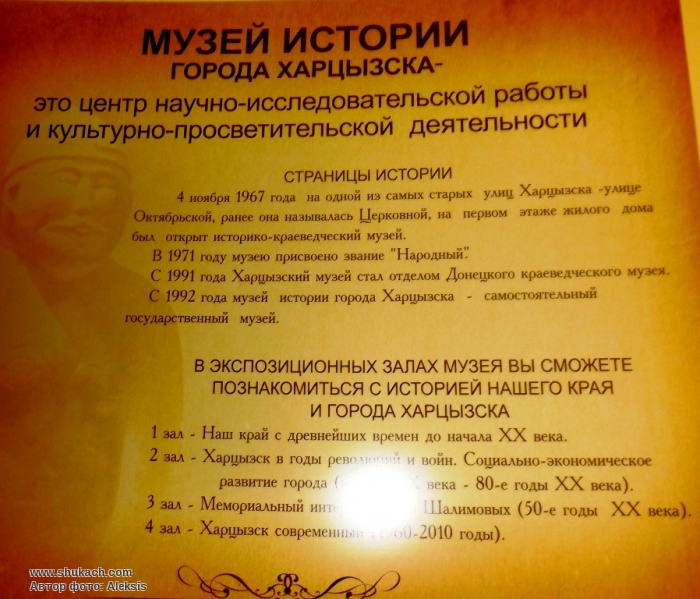 МУЗЕЙ ИСТОРИИ
ГОРОДА ХАРЦЫЗСКА-
это центр научно-исследовательской работы
и культурно-просветительской деятельности
СТРАНИЦЫ ИСТОРИИ
4 ноября 1967 года на одной из самых старых улиц Харцызска -улице
Октябрьской, ранее она называлась Церковной, на первом этаже жилого дома
был открыт историко-краеведческий музей.
В 1971 году музею присвоено звание "Народный".
С 1991 года Харцызский музей стал отделом Донецкого краеведческого музея.
С 1992 года музей истории города Харцызска - самостоятельный
государственный музей.
В ЭКСПОЗИЦИОННЫХ ЗАЛАХ МУЗЕЯ ВЫ СМОЖЕТЕ
ПОЗНАКОМИТЬСЯ С ИСТОРИЕЙ НАШЕГО КРАЯ
И ГОРОДА ХАРЦЫЗСКА
1 зал - Наш край с древнейших времен до начала XX века.
2 зал - Харцызск в годы революций и войн. Социально-экономическое
развитие города века - 80-е годы XX века).
3 зал - Мемориальный Шалимовых (50-е годы XX века).
4 зал - Харцызск современный -2010 годы).
www.shukach.com
Автор фото: Aleksis